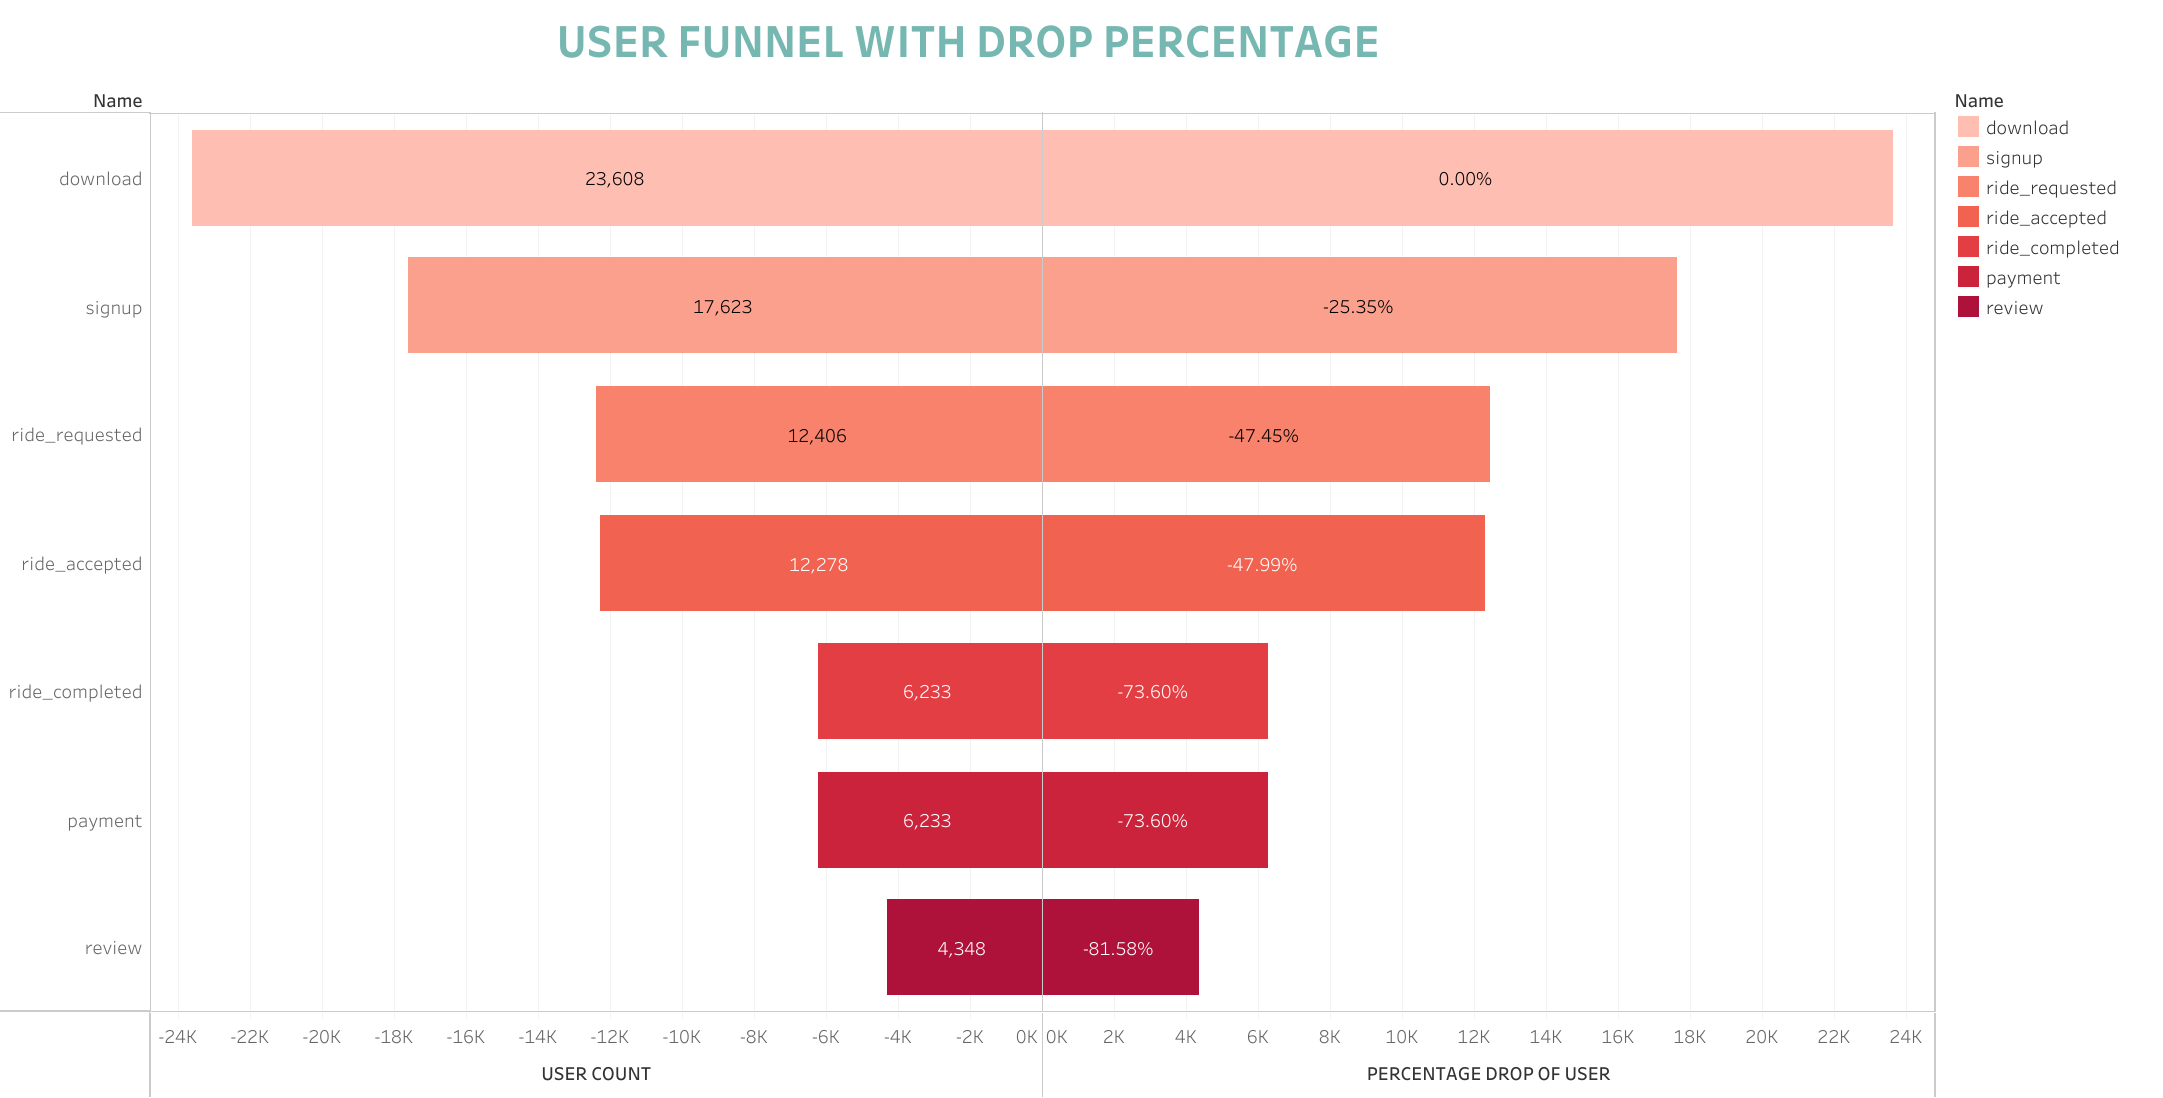 USER FUNNEL WITH DROP PERCENTAGE
Name
download 23,608 0.00%
signup 17,623 -25.35%
ride_requested 12,406 -47.45%
ride_accepted 12,278 -47.99%
ride_completed 6,233 -73.60%
payment 6,233 -73.60%
review 4,348 -81.58%
-24K -22K -20K -18K -16K -14K -12K -10K -8K -6K -4K -2K 0K 0K 2K 4K 6K 8K 10K 12K 14K 16K 18K 20K 22K 24K
USER COUNT PERCENTAGE DROP OF USER
Name
download
signup
ride_requested
ride_accepted
ride_completed
payment
review